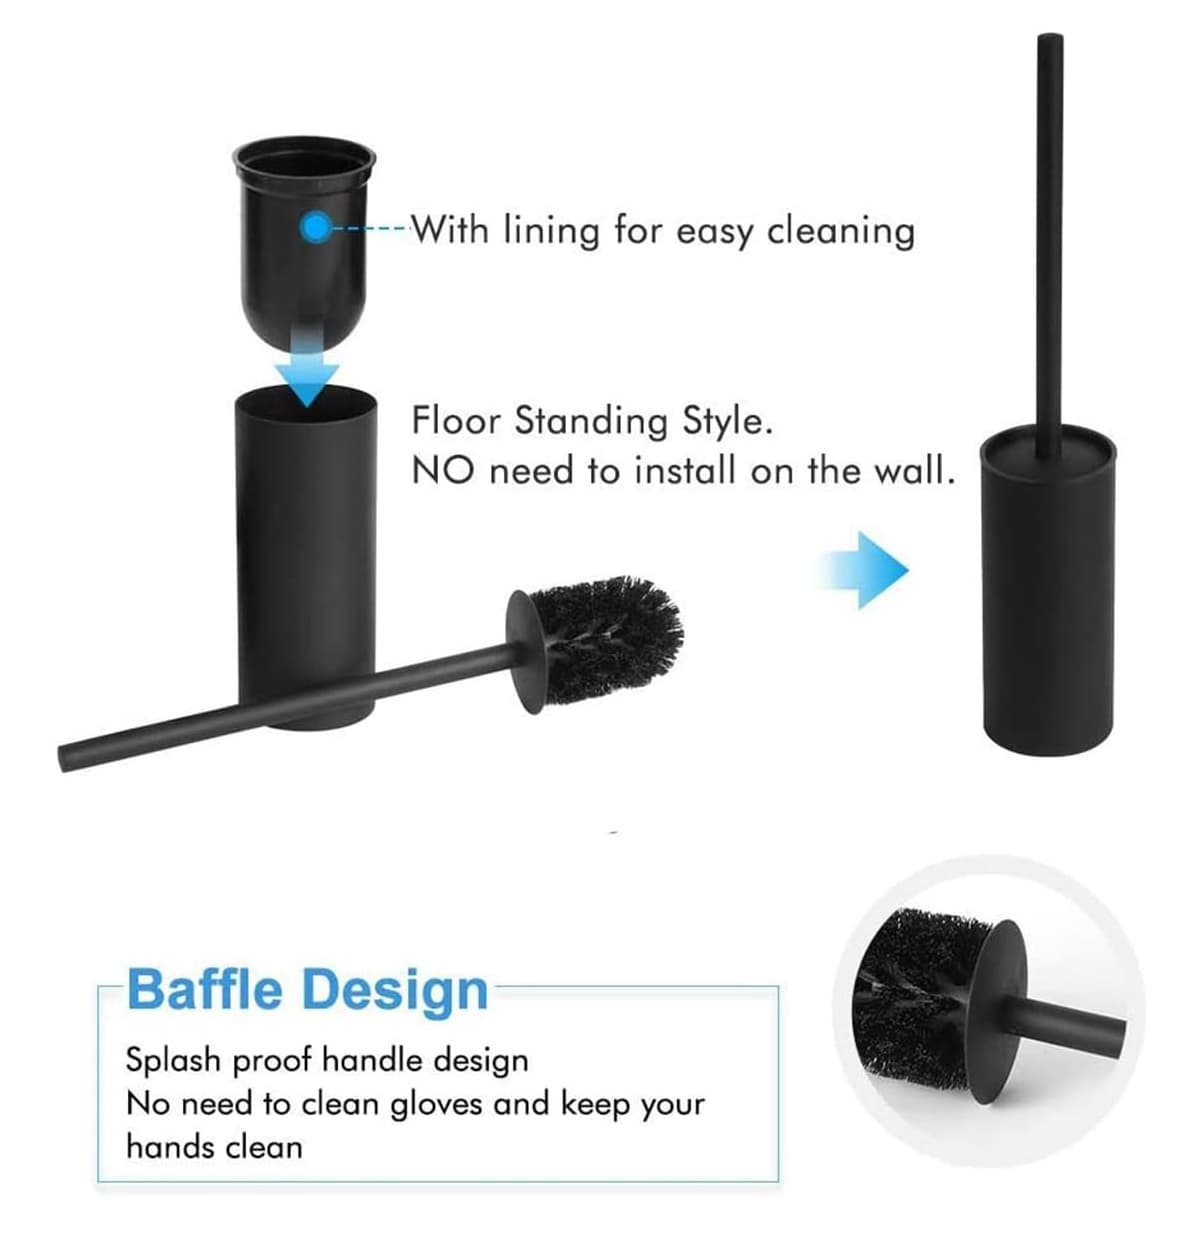 With lining for easy cleaning
Floor Standing Style.
NO need to install on the wall.
Baffle Design
Splash proof handle design
No need to clean gloves and keep your
hands clean